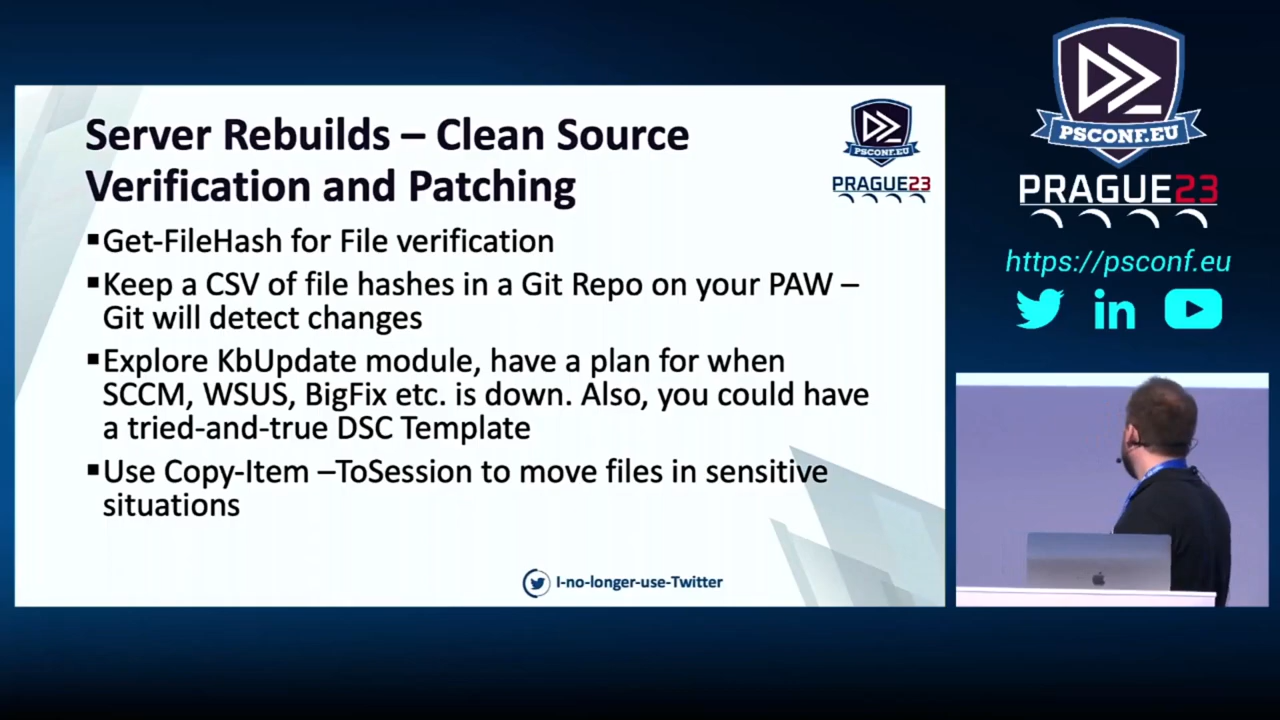 Server Rebuilds – Clean Source
Verification and Patching
PSCONF.EU
PRAGUE23
▪Get-FileHash for File verification
▪Keep a CSV of file hashes in a Git Repo on your PAW –
Git will detect changes
▪Explore KbUpdate module, have a plan for when
SCCM, WSUS, BigFix etc. is down. Also, you could have
a tried-and-true DSC Template
▪Use Copy-Item –ToSession to move files in sensitive
situations
I-no-longer-use-Twitter
PSCONF.EU
PRAGUE23
https://psconf.eu
in